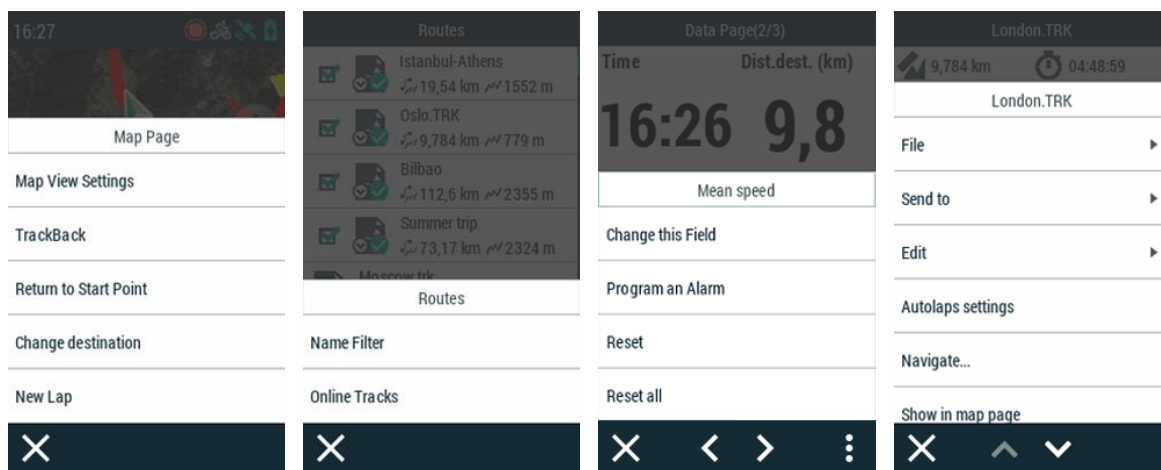 16:27
Map Page
Map View Settings
TrackBack
Return to Start Point
Change destination
New Lap
Routes
Istanbul-Athens
19,54 km 1552 m
Oslo.TRK
9,784 km 779 m
Bilbao
112,6 km 2355 m
Summer trip
73,17 km 2324 m
Moscow trk
Routes
Name Filter
Online Tracks
Data Page(2/3)
Time Dist.dest. (km)
16:26 9,8
Mean speed
Change this Field
Program an Alarm
Reset
Reset all
London.TRK
9,784 km 04:48:59
London.TRK
File
Send to
Edit
Autolaps settings
Navigate...
Show in map page